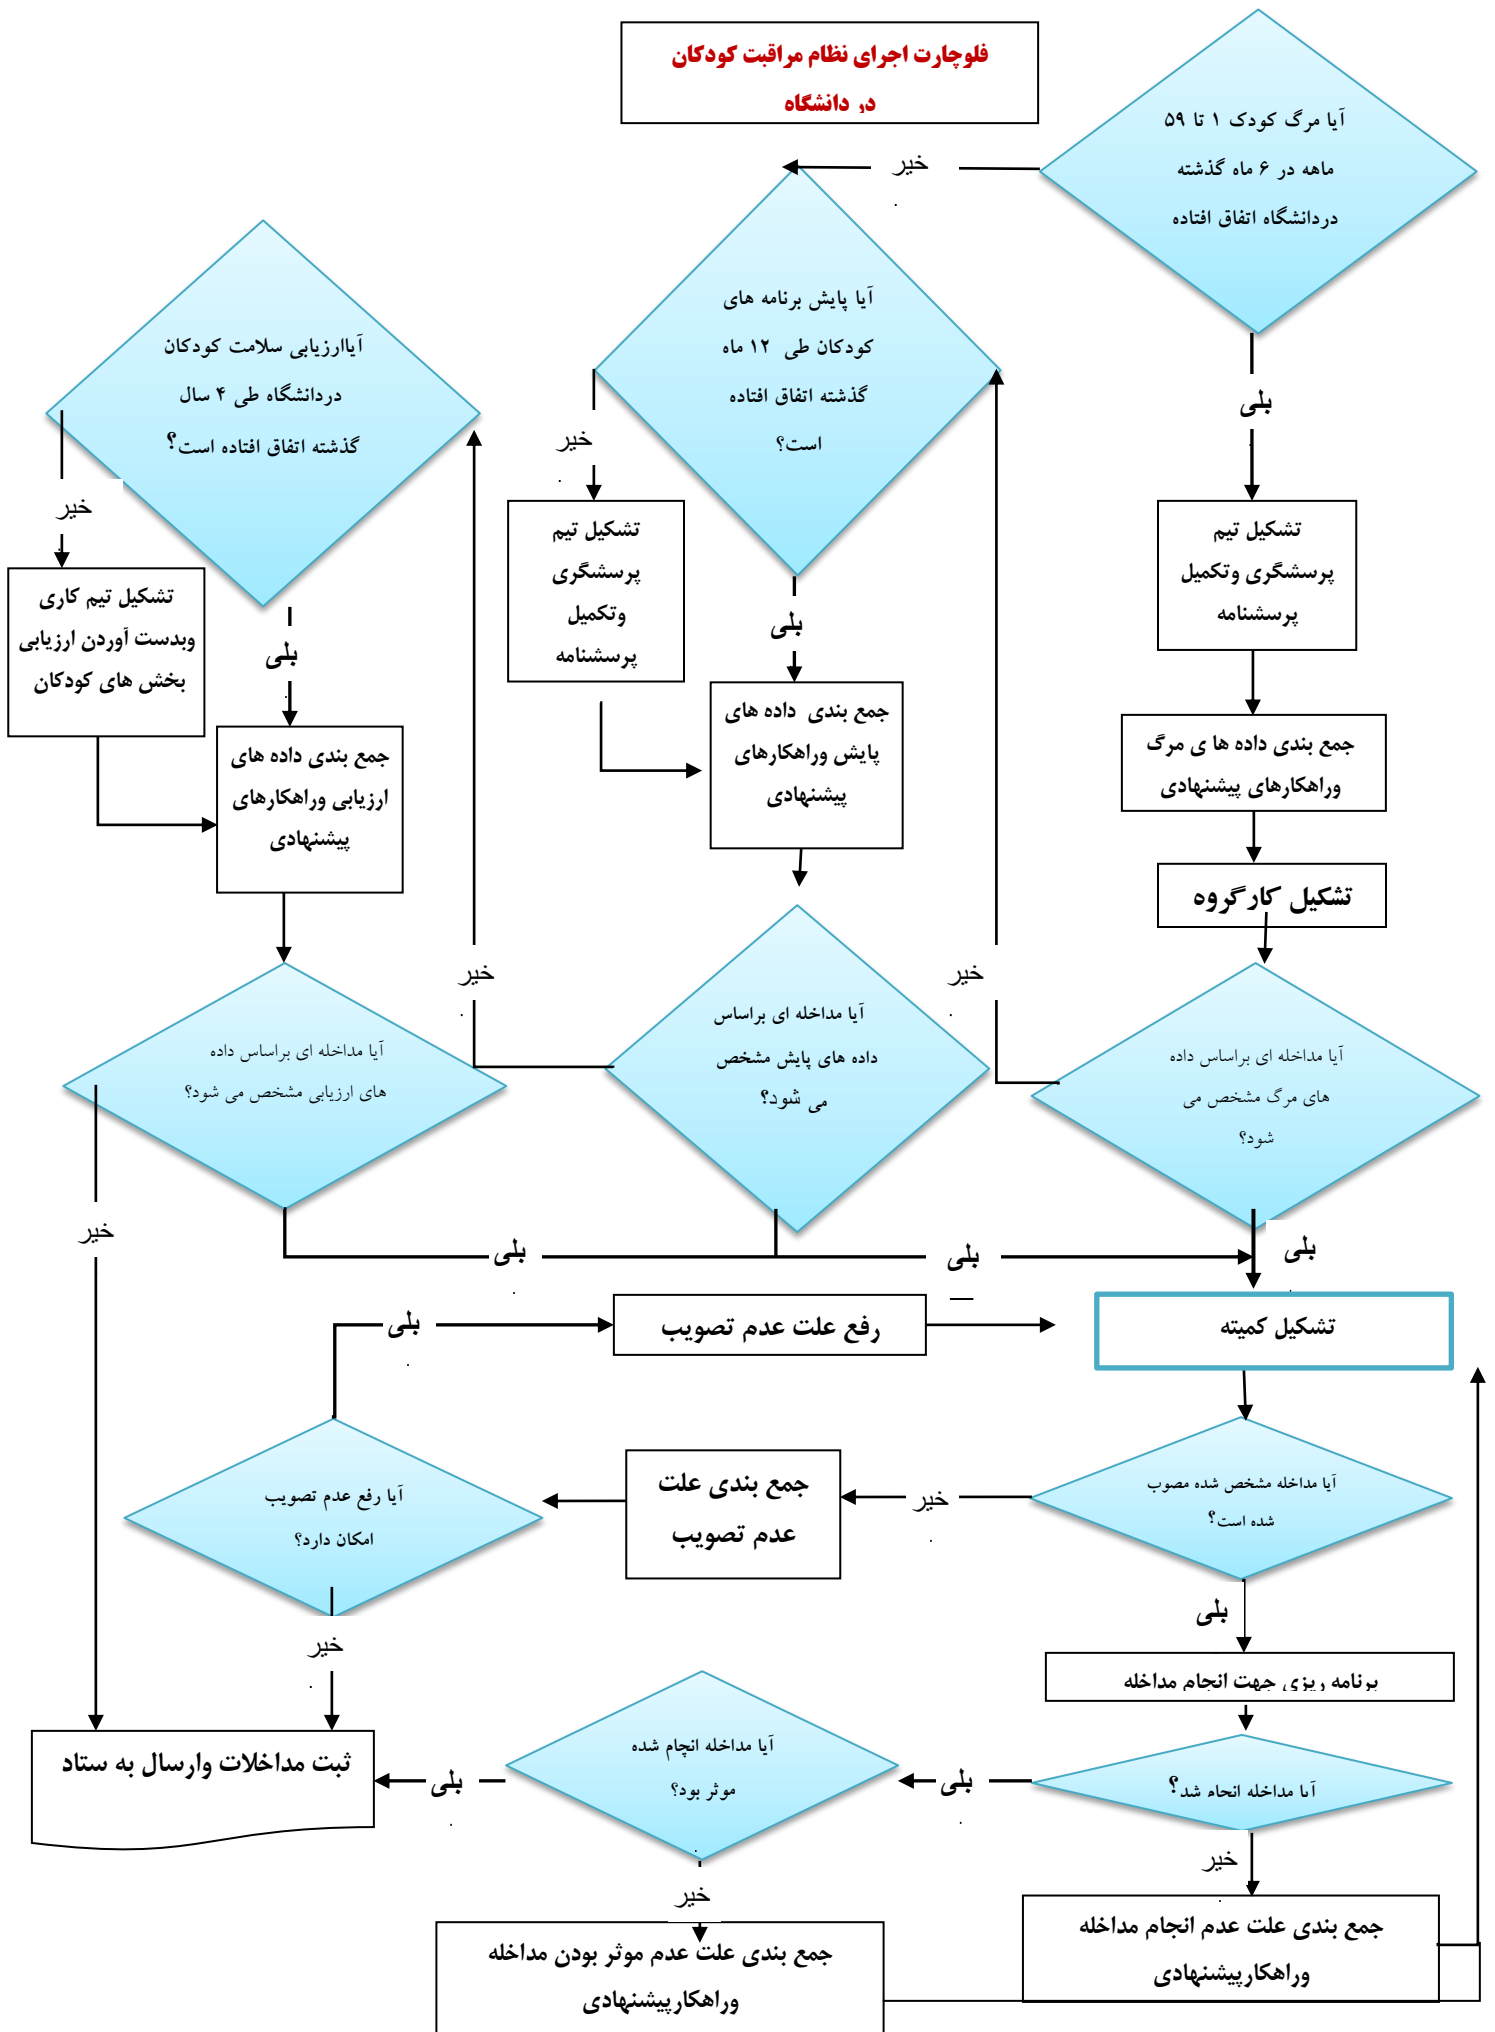 فلوچارت اجرای نظام مراقبت کودکان
در دانشگاه
آیا مرگ کودک ۱ تا ۵۹
ماهه در ۶ ماه گذشته
دردانشگاه اتفاق افتاده
خیر
بلی
تشکیل تیم
پرسشگری وتکمیل
پرسشنامه
جمع بندی داده ها ی مرگ
وراهکارهای پیشنهادی
تشکیل کارگروه
آیا مداخله ای براساس داده
های مرگ مشخص می
شود؟
خیر
بلی
آیا پایش برنامه های
کودکان طی ۱۲ ماه
گذشته اتفاق افتاده
است؟
خیر
بلی
تشکیل تیم
پرسشگری
وتکمیل
پرسشنامه
جمع بندی داده های
پایش وراهکارهای
پیشنهادی
آیا مداخله ای براساس
داده های پایش مشخص
می شود؟
خیر
بلی
آیاارزیابی سلامت کودکان
دردانشگاه طی ۴ سال
گذشته اتفاق افتاده است؟
خیر
بلی
تشکیل تیم کاری
وبدست آوردن ارزیابی
بخش های کودکان
جمع بندی داده های
ارزیابی وراهکارهای
پیشنهادی
آیا مداخله ای براساس داده
های ارزیابی مشخص می شود؟
خیر
بلی
تشکیل کمیته
رفع علت عدم تصویب
بلی
آیا مداخله مشخص شده مصوب
شده است؟
خیر
جمع بندی علت
عدم تصویب
آیا رفع عدم تصویب
امکان دارد؟
خیر
بلی
برنامه ریزی جهت انجام مداخله
آیا مداخله انجام شد؟
بلی
آیا مداخله انچام شده
موثر بود؟
بلی
ثبت مداخلات وارسال به ستاد
خیر
خیر
جمع بندی علت عدم انجام مداخله
وراهکارپیشنهادی
جمع بندی علت عدم موثر بودن مداخله
وراهکارپیشنهادی